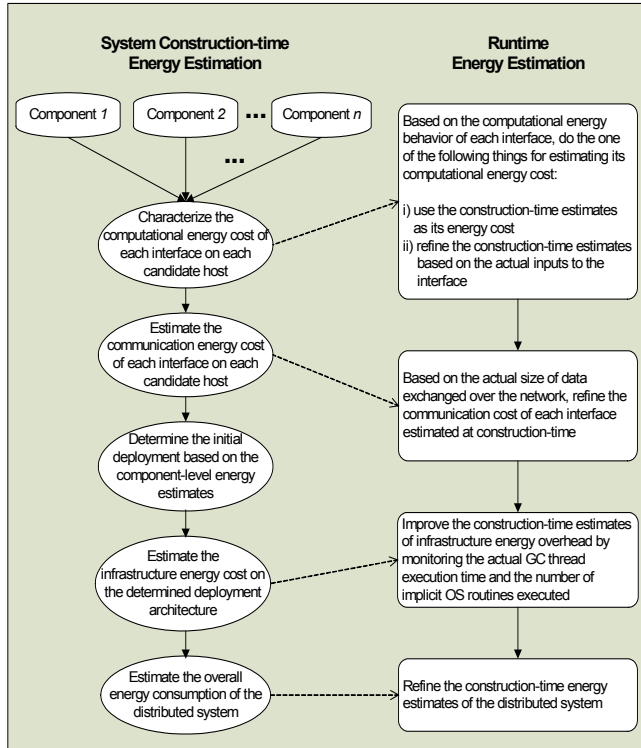 System Construction-time
Energy Estimation
Component 1
Component 2
...
Component n
...
Characterize the
computational energy cost of
each interface on each
candidate host
Estimate the
communication energy cost
of each interface on each
candidate host
Determine the initial
deployment based on the
component-level energy
estimates
Estimate the
infrastructure energy cost on
the determined deployment
architecture
Estimate the overall
energy consumption of the
distributed system
Runtime
Energy Estimation
Based on the computational energy
behavior of each interface, do the one
of the following things for estimating its
computational energy cost:
i) use the construction-time estimates
as its energy cost
ii) refine the construction-time estimates
based on the actual inputs to the
interface
Based on the actual size of data
exchanged over the network, refine the
communication cost of each interface
estimated at construction-time
Improve the construction-time estimates
of infrastructure energy overhead by
monitoring the actual GC thread
execution time and the number of
implicit OS routines executed
Refine the construction-time energy
estimates of the distributed system